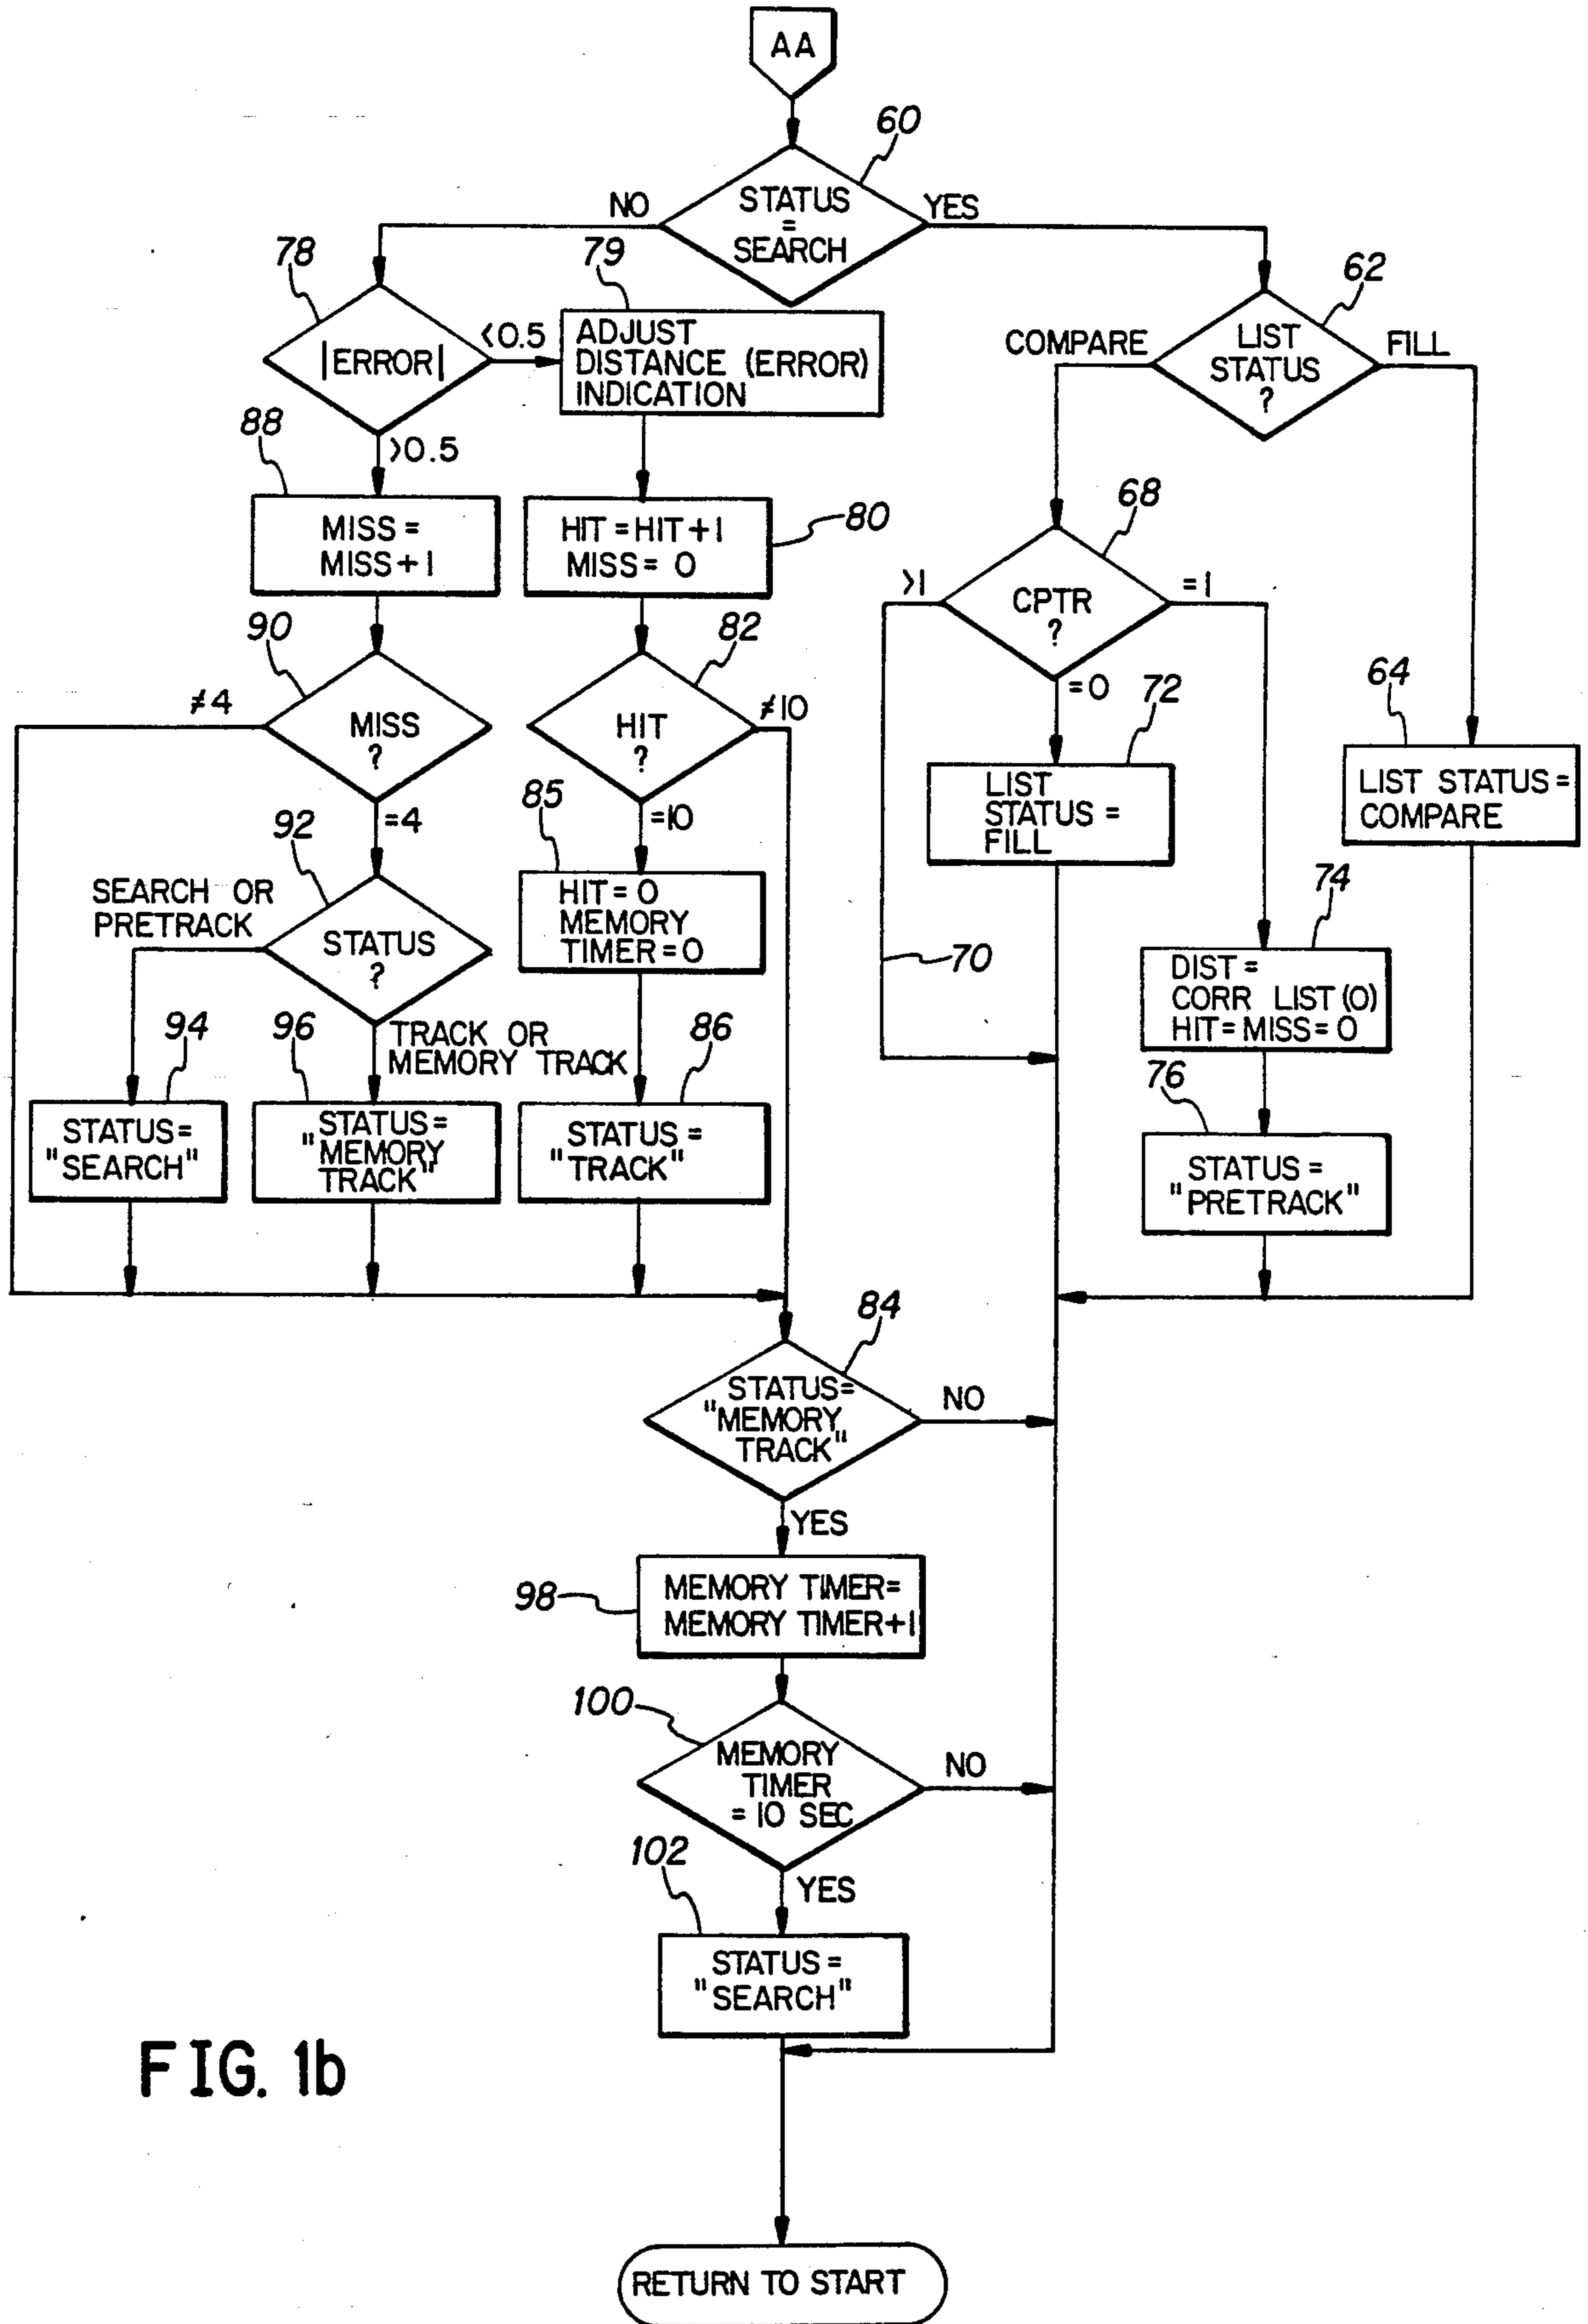 AA
60
STATUS
=
SEARCH
NO
YES
78
79
62
|ERROR|
<0.5
>0.5
ADJUST
DISTANCE (ERROR)
INDICATION
COMPARE
LIST
STATUS
?
FILL
88
MISS =
MISS+1
HIT = HIT+1
MISS = 0
80
68
>1
CPTR
?
=1
=0
90
≠4
MISS
?
=4
82
HIT
?
≠10
=10
72
LIST
STATUS =
FILL
64
LIST STATUS =
COMPARE
92
SEARCH OR
PRETRACK
STATUS
?
TRACK OR
MEMORY TRACK
85
HIT = 0
MEMORY
TIMER = 0
70
74
DIST =
CORR LIST (0)
HIT = MISS = 0
94
STATUS =
"SEARCH"
96
STATUS =
"MEMORY
TRACK"
86
STATUS =
"TRACK"
76
STATUS =
"PRETRACK"
84
STATUS=
"MEMORY
TRACK"
NO
YES
98
MEMORY TIMER=
MEMORY TIMER+1
100
MEMORY
TIMER
= 10 SEC
NO
YES
102
STATUS =
"SEARCH"
FIG. 1b
RETURN TO START